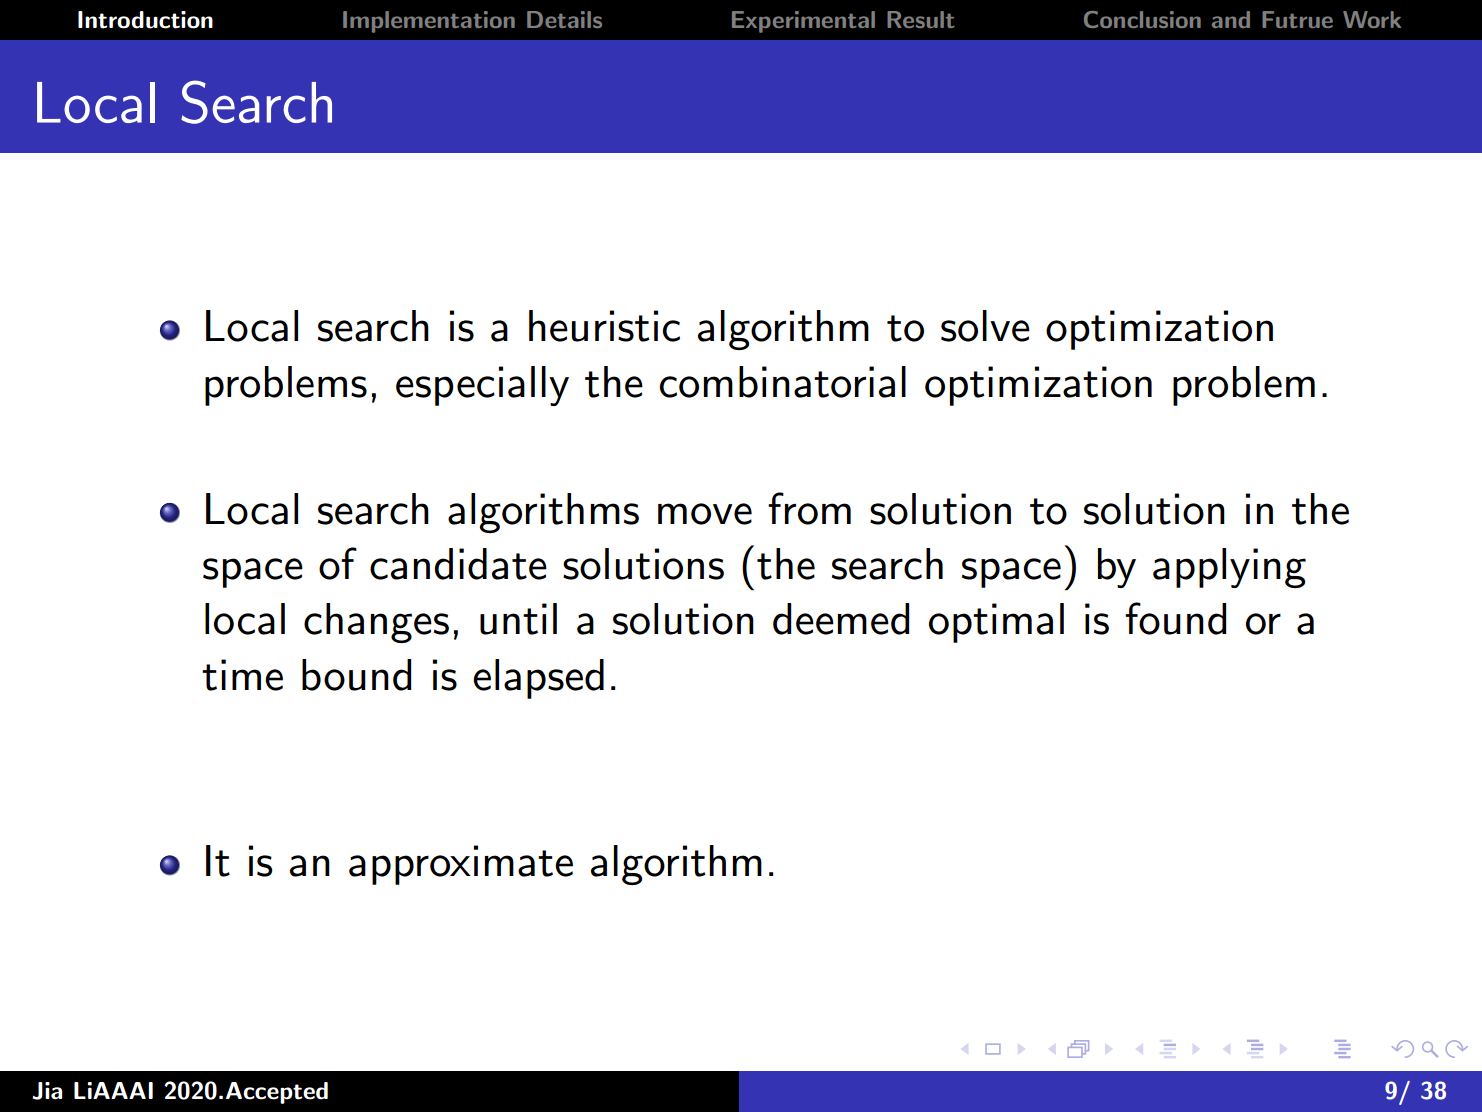 Introduction Implementation Details Experimental Result Conclusion and Futrue Work
Local Search
Local search is a heuristic algorithm to solve optimization
problems, especially the combinatorial optimization problem.
Local search algorithms move from solution to solution in the
space of candidate solutions (the search space) by applying
local changes, until a solution deemed optimal is found or a
time bound is elapsed.
It is an approximate algorithm.
Jia LiAAAI 2020.Accepted 9/ 38